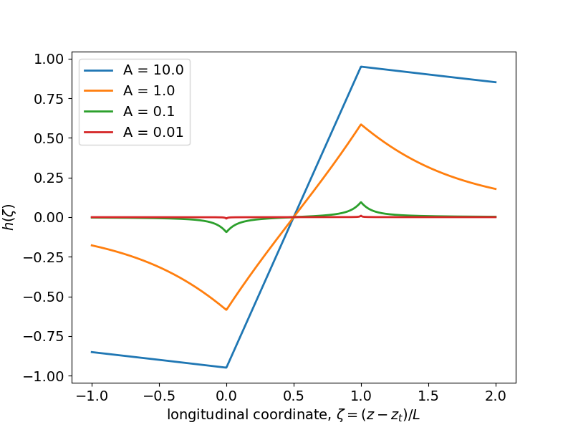 1.00
0.75
0.50
0.25
0.00
−0.25
−0.50
−0.75
−1.00
h(ζ)
A = 10.0
A = 1.0
A = 0.1
A = 0.01
−1.0 −0.5 0.0 0.5 1.0 1.5 2.0
longitudinal coordinate, ζ = (z − z_t)/L